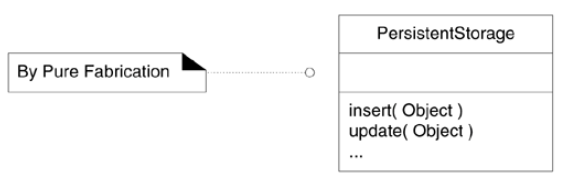 PersistentStorage
By Pure Fabrication
insert( Object )
update( Object )
...